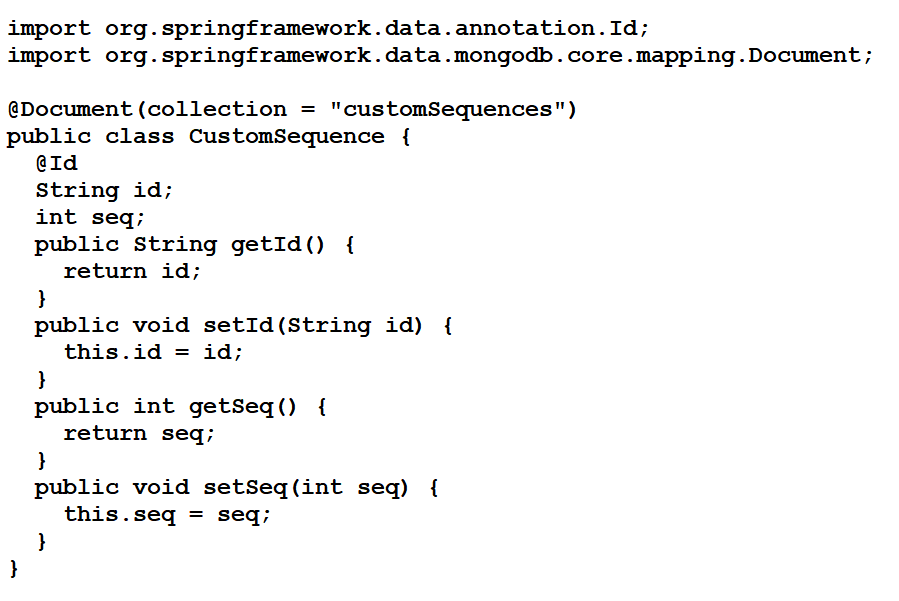 import org.springframework.data.annotation.Id;
import org.springframework.data.mongodb.core.mapping.Document;

@Document(collection = "customSequences")
public class CustomSequence {
  @Id
  String id;
  int seq;
  public String getId() {
    return id;
  }
  public void setId(String id) {
    this.id = id;
  }
  public int getSeq() {
    return seq;
  }
  public void setSeq(int seq) {
    this.seq = seq;
  }
}